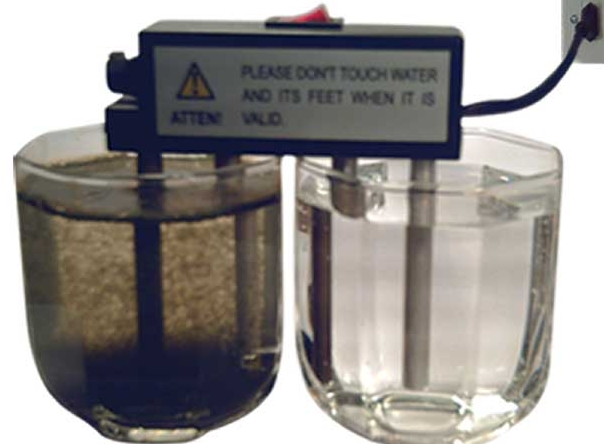 PLEASE DON'T TOUCH WATER
AND ITS FEET WHEN IT IS
ATTEN! VALID.